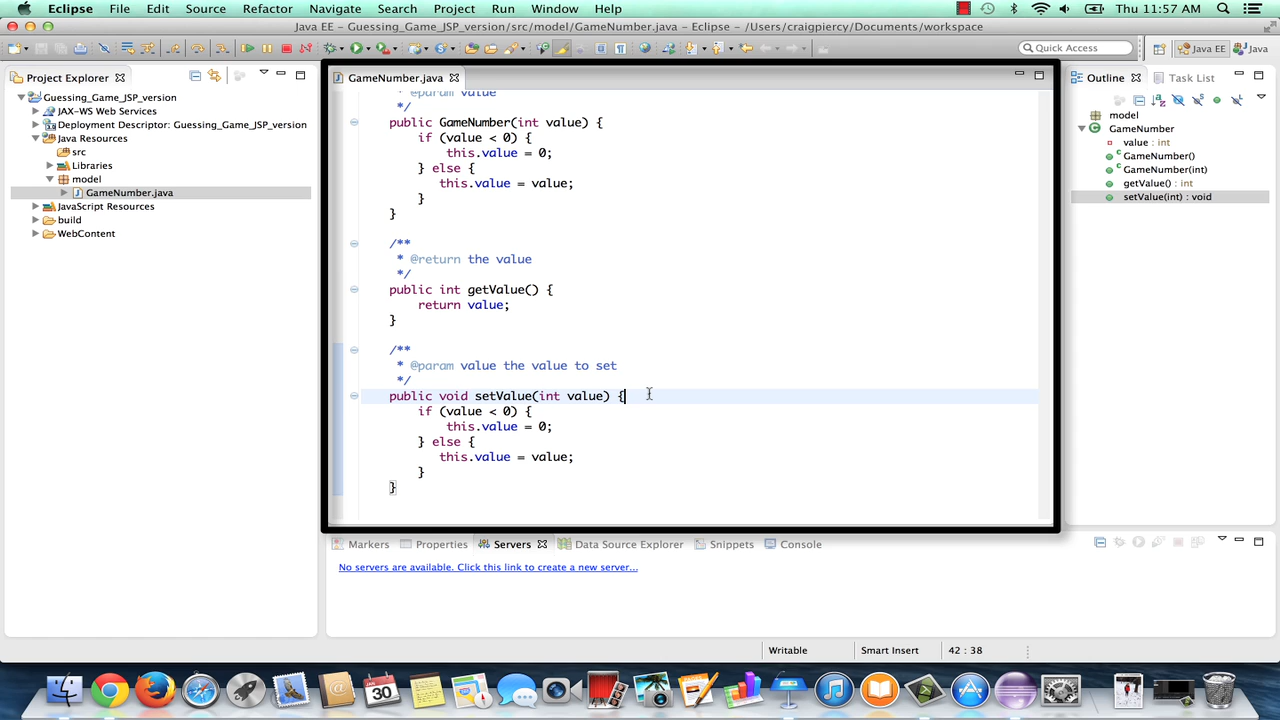 Eclipse File Edit Source Refactor Navigate Search Project Run Window Help Thu 11:57 AM
Java EE - Guessing_Game_JSP_version/src/model/GameNumber.java - Eclipse - /Users/craigpiercy/Documents/workspace
Quick Access Java EE Java
Project Explorer
Guessing_Game_JSP_version
JAX-WS Web Services
Deployment Descriptor: Guessing_Game_JSP_version
Java Resources
src
Libraries
model
GameNumber.java
JavaScript Resources
build
WebContent
GameNumber.java
* @param value
*/
public GameNumber(int value) {
if (value < 0) {
this.value = 0;
} else {
this.value = value;
}
}
/**
* @return the value
*/
public int getValue() {
return value;
}
/**
* @param value the value to set
*/
public void setValue(int value) {
if (value < 0) {
this.value = 0;
} else {
this.value = value;
}
}
Outline Task List
model
GameNumber
value : int
GameNumber()
GameNumber(int)
getValue() : int
setValue(int) : void
Markers Properties Servers Data Source Explorer Snippets Console
No servers are available. Click this link to create a new server...
Writable Smart Insert 42 : 38
30